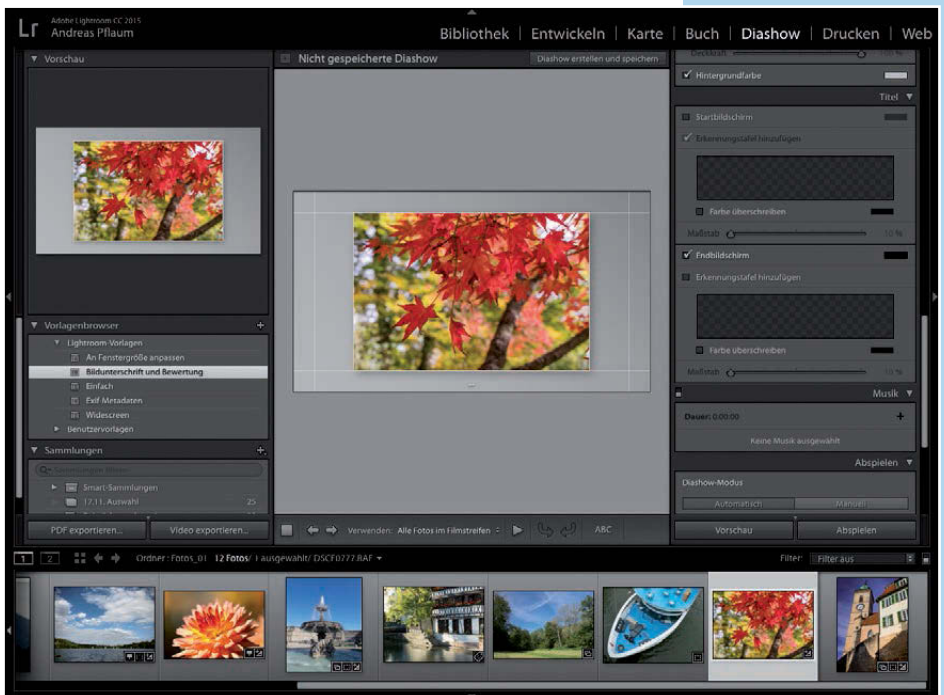 Lr
Adobe Lightroom CC 2015
Andreas Pflaum
Bibliothek | Entwickeln | Karte | Buch | Diashow | Drucken | Web
Vorschau
Vorlagenbrowser
Lightroom-Vorlagen
An Fenstergröße anpassen
Bildunterschrift und Bewertung
Einfach
Exif-Metadaten
Widescreen
Benutzervorlagen
Sammlungen
Smart-Sammlungen
17.11. Auswahl 25
PDF exportieren...
Video exportieren...
Nicht gespeicherte Diashow
Diashow erstellen und speichern
Verwenden: Alle Fotos im Filmstreifen
ABC
Hintergrundfarbe
Titel
Startbildschirm
Erkennungstafel hinzufügen
Farbe überschreiben
Maßstab 10 %
Endbildschirm
Erkennungstafel hinzufügen
Farbe überschreiben
Maßstab 10 %
Musik
Dauer: 0:00:00
Keine Musik ausgewählt
Abspielen
Diashow-Modus
Automatisch
Manuell
Vorschau
Abspielen
1 2
Ordner : Fotos_01 12 Fotos/ 1 ausgewählt/ DSCF0777.RAF
Filter: Filter aus